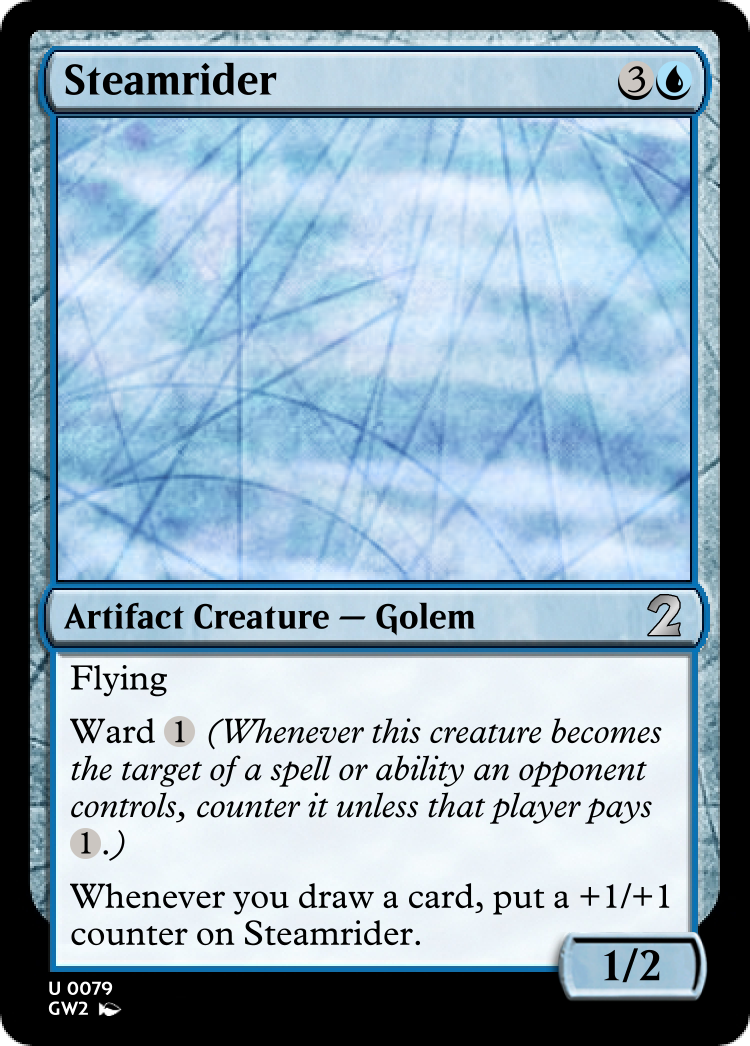 Steamrider 3
Artifact Creature — Golem 2
Flying
Ward 1 (Whenever this creature becomes
the target of a spell or ability an opponent
controls, counter it unless that player pays
1.)
Whenever you draw a card, put a +1/+1
counter on Steamrider.
1/2
U 0079
GW2